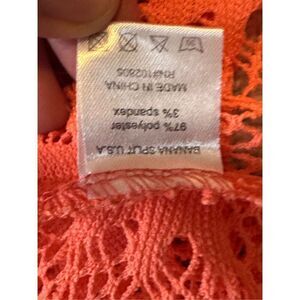 BANANA SPLIT U.S.A
97% polyester
3% spandex
MADE IN CHINA
RN#102805